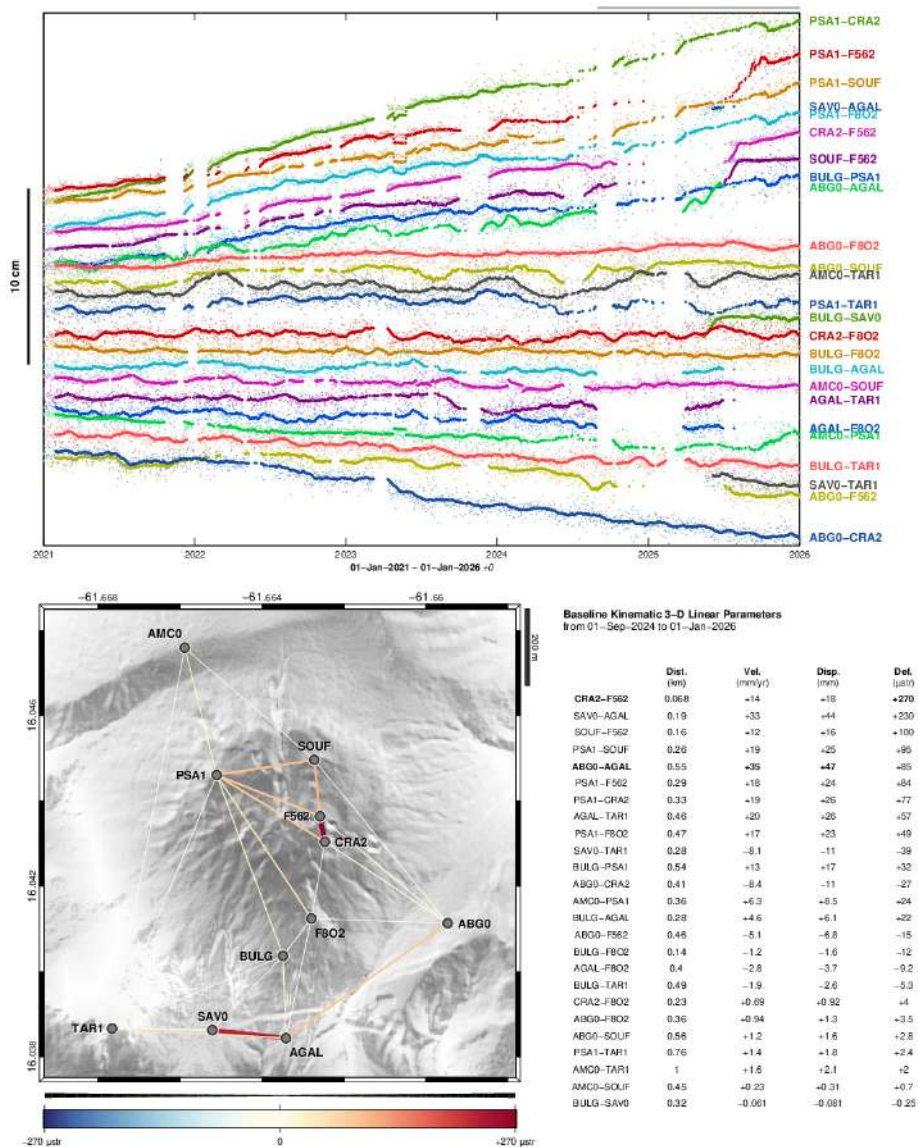 PSA1−CRA2
PSA1−F562
PSA1−SOUF
SAV0−AGAL
PSA1−F8O2
CRA2−F562
SOUF−F562
BULG−PSA1
ABG0−AGAL
ABG0−F8O2
ABG0−SOUF
AMC0−TAR1
PSA1−TAR1
BULG−SAV0
CRA2−F8O2
BULG−F8O2
BULG−AGAL
AMC0−SOUF
AGAL−TAR1
AGAL−F8O2
AMC0−PSA1
BULG−TAR1
SAV0−TAR1
ABG0−F562
ABG0−CRA2
10 cm
2021 2022 2023 2024 2025 2026
01−Jan−2021 − 01−Jan−2026 +0
−61.668 −61.664 −61.66
200 m
16.046
16.042
16.038
AMC0
SOUF
PSA1
F562
CRA2
F8O2
ABG0
BULG
SAV0
TAR1
AGAL
−270 µstr 0 +270 µstr
Baseline Kinematic 3−D Linear Parameters
from 01−Sep−2024 to 01−Jan−2026
Dist. Vel. Disp. Def.
(km) (mm/yr) (mm) (µstr)
CRA2−F562 0.068 +14 +18 +270
SAV0−AGAL 0.19 +33 +44 +230
SOUF−F562 0.16 +12 +16 +100
PSA1−SOUF 0.26 +19 +25 +95
ABG0−AGAL 0.55 +35 +47 +85
PSA1−F562 0.29 +18 +24 +84
PSA1−CRA2 0.33 +19 +26 +77
AGAL−TAR1 0.46 +20 +26 +57
PSA1−F8O2 0.47 +17 +23 +49
SAV0−TAR1 0.28 −8.1 −11 −39
BULG−PSA1 0.54 +13 +17 +32
ABG0−CRA2 0.41 −8.4 −11 −27
AMC0−PSA1 0.36 +6.3 +8.5 +24
BULG−AGAL 0.28 +4.6 +6.1 +22
ABG0−F562 0.46 −5.1 −6.8 −15
BULG−F8O2 0.14 −1.2 −1.6 −12
AGAL−F8O2 0.4 −2.8 −3.7 −9.2
BULG−TAR1 0.49 −1.9 −2.6 −5.3
CRA2−F8O2 0.23 +0.69 +0.92 +4
ABG0−F8O2 0.36 +0.94 +1.3 +3.5
ABG0−SOUF 0.56 +1.2 +1.6 +2.8
PSA1−TAR1 0.76 +1.4 +1.8 +2.4
AMC0−TAR1 1 +1.6 +2.1 +2
AMC0−SOUF 0.45 +0.23 +0.31 +0.7
BULG−SAV0 0.32 −0.061 −0.081 −0.25